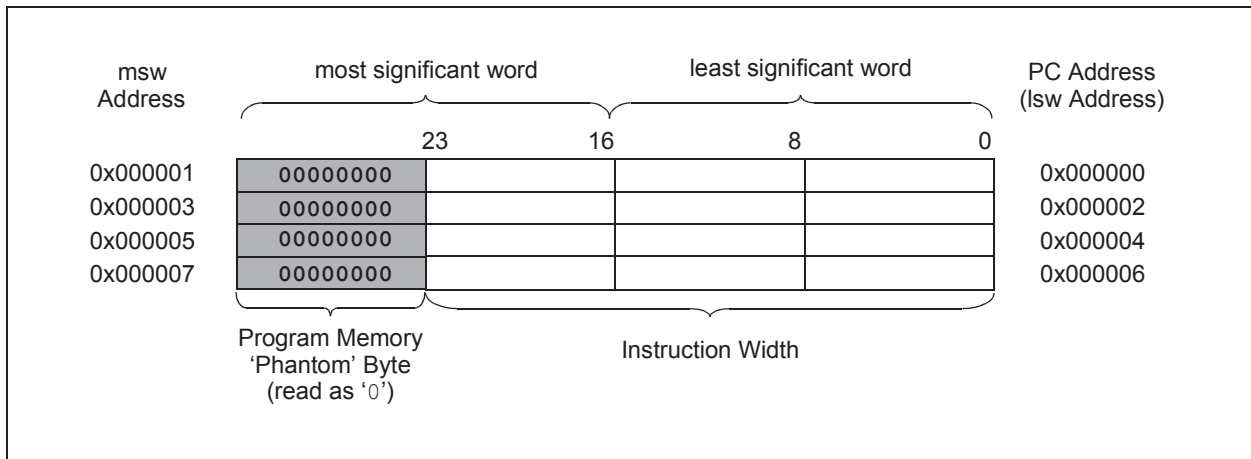 msw
Address
most significant word
least significant word
PC Address
(lsw Address)
23
16
8
0
0x000001
00000000
0x000000
0x000003
00000000
0x000002
0x000005
00000000
0x000004
0x000007
00000000
0x000006
Program Memory
‘Phantom’ Byte
(read as ‘0’)
Instruction Width